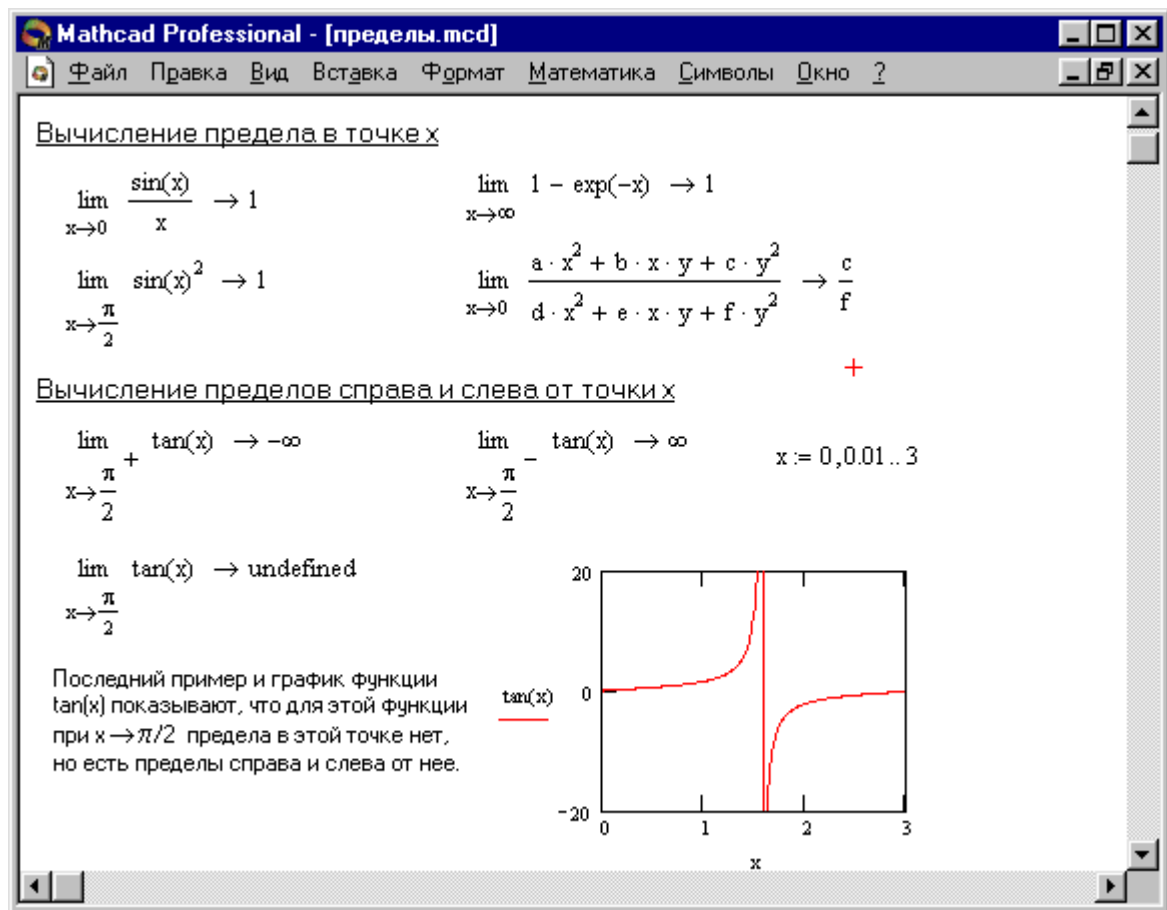 Mathcad Professional - [пределы.mcd]
Файл Правка Вид Вставка Формат Математика Символы Окно ?
Вычисление предела в точке x
lim x→0 sin(x)/x → 1
lim x→∞ 1 − exp(−x) → 1
lim x→π/2 sin(x)² → 1
lim x→0 (a · x² + b · x · y + c · y²)/(d · x² + e · x · y + f · y²) → c/f
Вычисление пределов справа и слева от точки x
lim x→π/2 + tan(x) → −∞
lim x→π/2 − tan(x) → ∞
x := 0,0.01 .. 3
lim x→π/2 tan(x) → undefined
Последний пример и график функции
tan(x) показывают, что для этой функции
при x→π/2 предела в этой точке нет,
но есть пределы справа и слева от нее.
20
tan(x) 0
−20
0 1 2 3
x